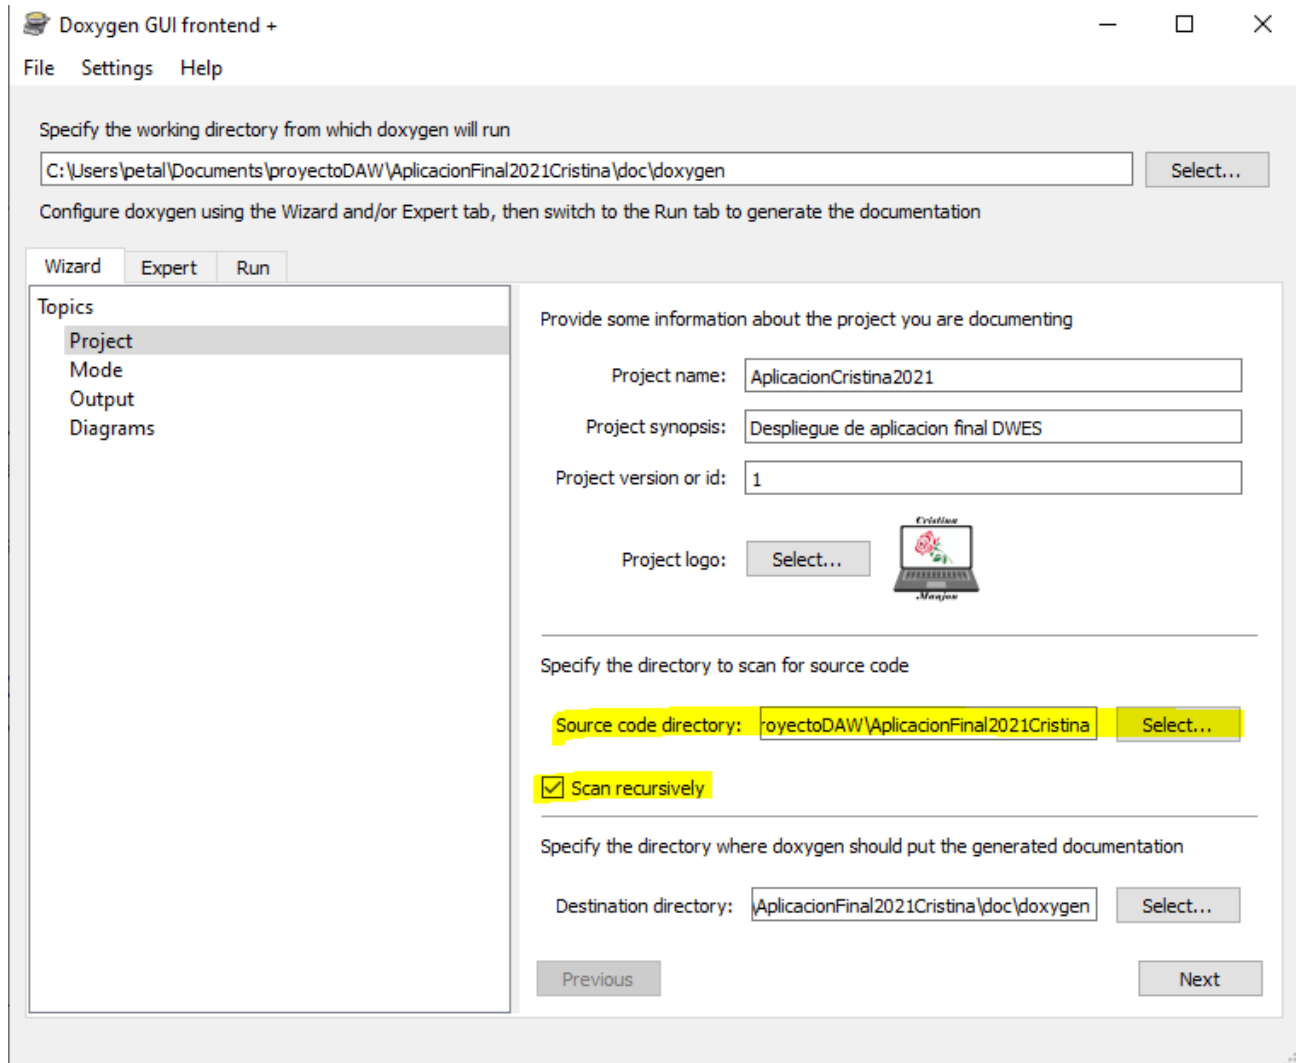 Doxygen GUI frontend +
File Settings Help
Specify the working directory from which doxygen will run
C:\Users\petal\Documents\proyectoDAW\AplicacionFinal2021Cristina\doc\doxygen Select...
Configure doxygen using the Wizard and/or Expert tab, then switch to the Run tab to generate the documentation
Wizard Expert Run
Topics
Project
Mode
Output
Diagrams
Provide some information about the project you are documenting
Project name: AplicacionCristina2021
Project synopsis: Despliegue de aplicacion final DWES
Project version or id: 1
Cristina
Project logo: Select...
Manjon
Specify the directory to scan for source code
Source code directory: royectoDAW\AplicacionFinal2021Cristina Select...
Scan recursively
Specify the directory where doxygen should put the generated documentation
Destination directory: \AplicacionFinal2021Cristina\doc\doxygen Select...
Previous Next